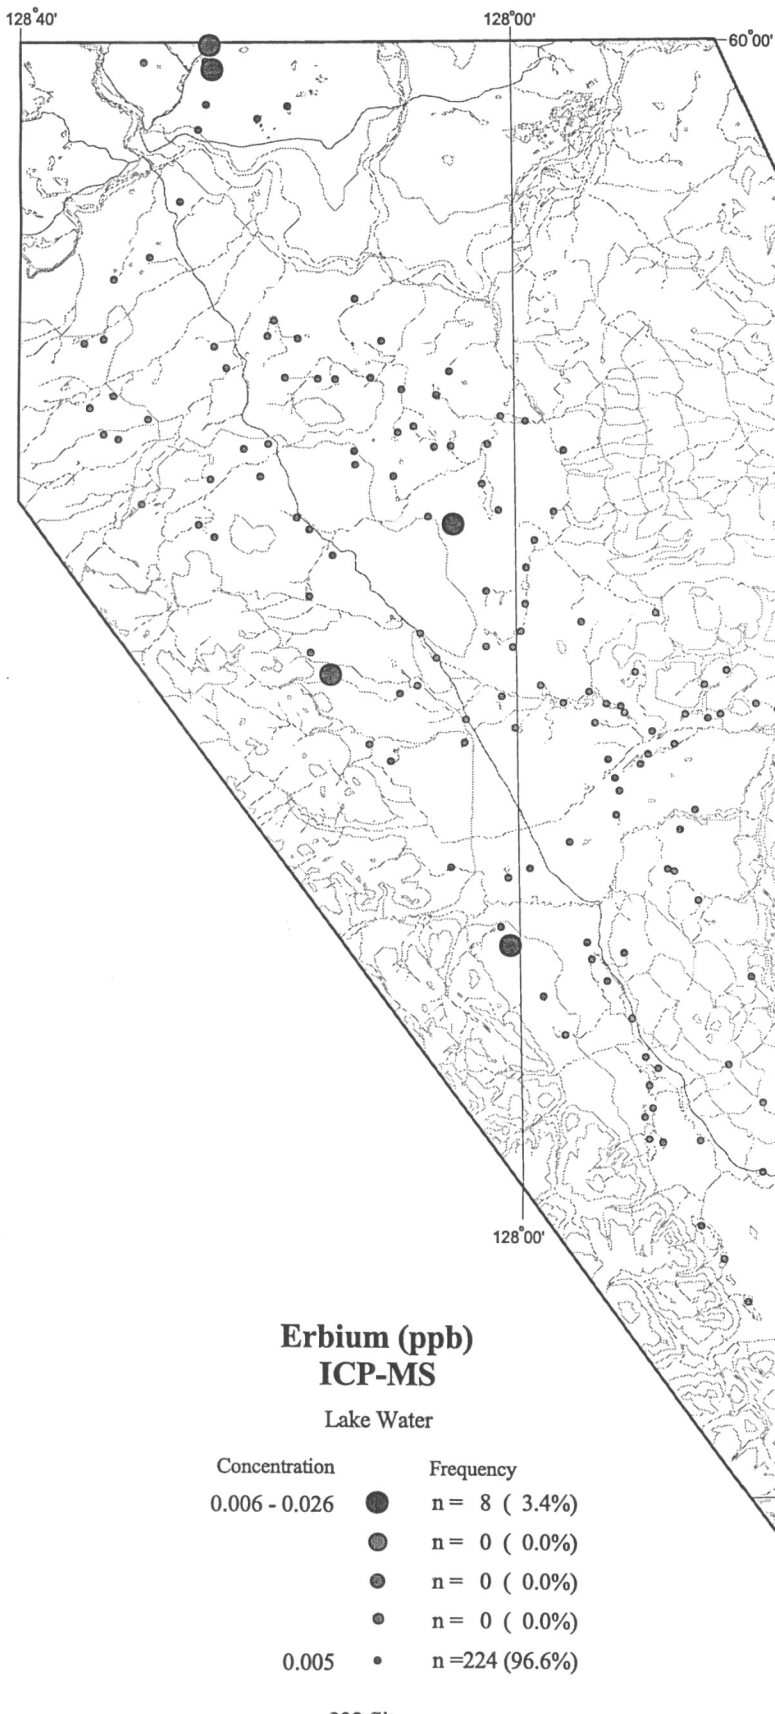 128°40' 128°00'
60°00'
128°00'
Erbium (ppb)
ICP-MS
Lake Water
Concentration Frequency
0.006 - 0.026 n = 8 ( 3.4%)
n = 0 ( 0.0%)
n = 0 ( 0.0%)
n = 0 ( 0.0%)
0.005 n =224 (96.6%)